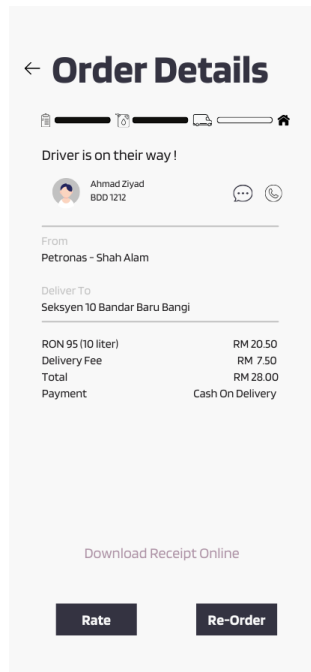 Order Details
Driver is on their way !
Ahmad Ziyad
BDD 1212
From
Petronas - Shah Alam
Deliver To
Seksyen 10 Bandar Baru Bangi
RON 95 (10 liter) RM 20.50
Delivery Fee RM 7.50
Total RM 28.00
Payment Cash On Delivery
Download Receipt Online
Rate Re-Order